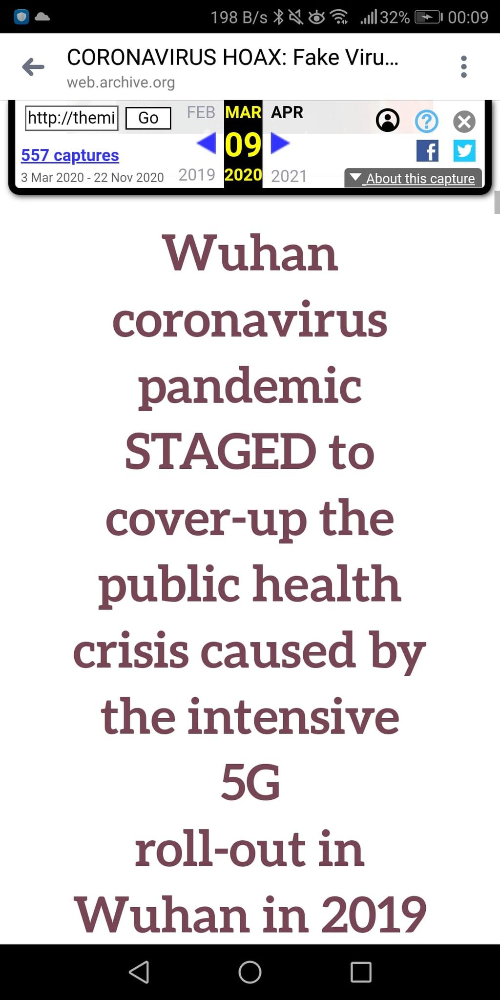 198 B/s 32% 00:09
CORONAVIRUS HOAX: Fake Viru...
web.archive.org
http://themi Go FEB MAR APR
557 captures 09
3 Mar 2020 - 22 Nov 2020 2019 2020 2021 About this capture
Wuhan
coronavirus
pandemic
STAGED to
cover-up the
public health
crisis caused by
the intensive
5G
roll-out in
Wuhan in 2019